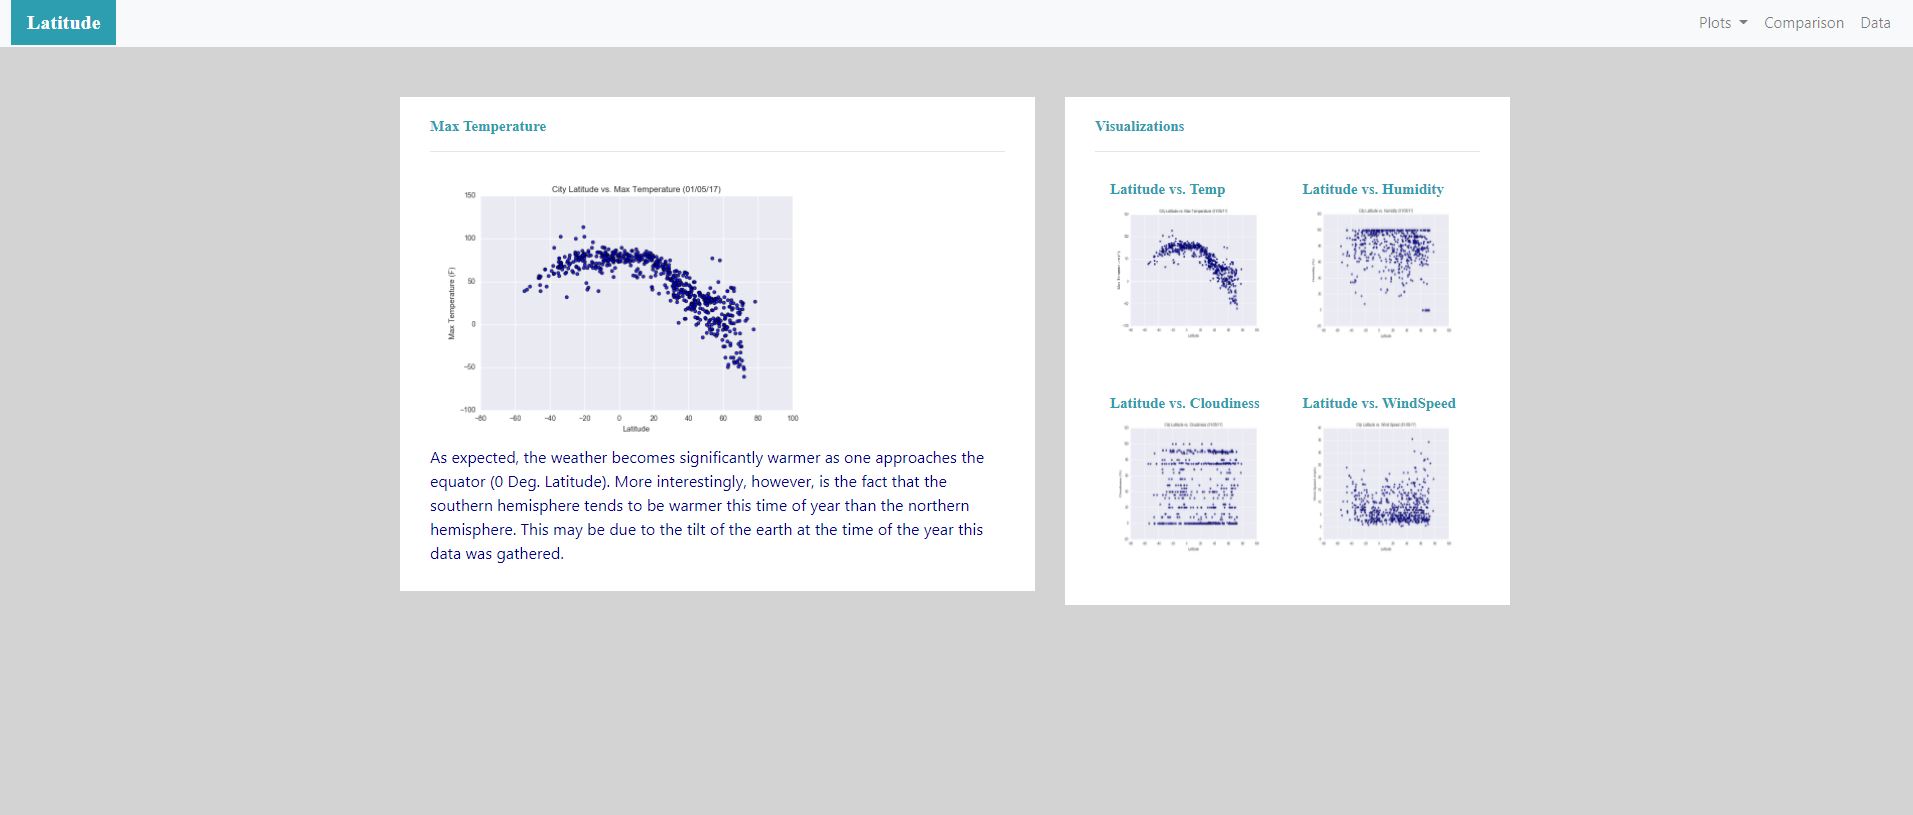 Latitude
Plots
Comparison
Data
Max Temperature
City Latitude vs. Max Temperature (01/05/17)
150
100
50
0
−50
−100
Max Temperature (F)
−80 −60 −40 −20 0 20 40 60 80 100
Latitude
As expected, the weather becomes significantly warmer as one approaches the
equator (0 Deg. Latitude). More interestingly, however, is the fact that the
southern hemisphere tends to be warmer this time of year than the northern
hemisphere. This may be due to the tilt of the earth at the time of the year this
data was gathered.
Visualizations
Latitude vs. Temp
Latitude vs. Humidity
Latitude vs. Cloudiness
Latitude vs. WindSpeed